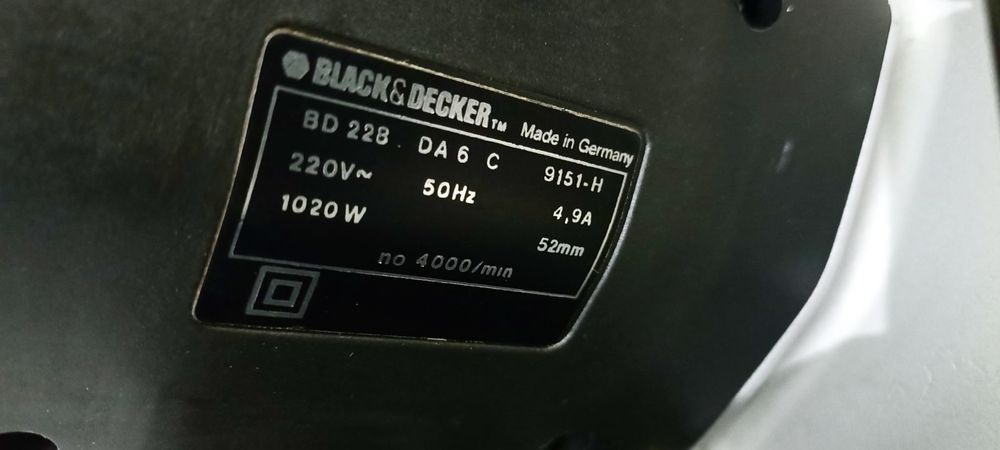 BLACK&DECKER™ Made in Germany
BD 228 DA 6 C 9151-H
220V~ 50Hz 4,9A
1020 W 52mm
no 4000/min